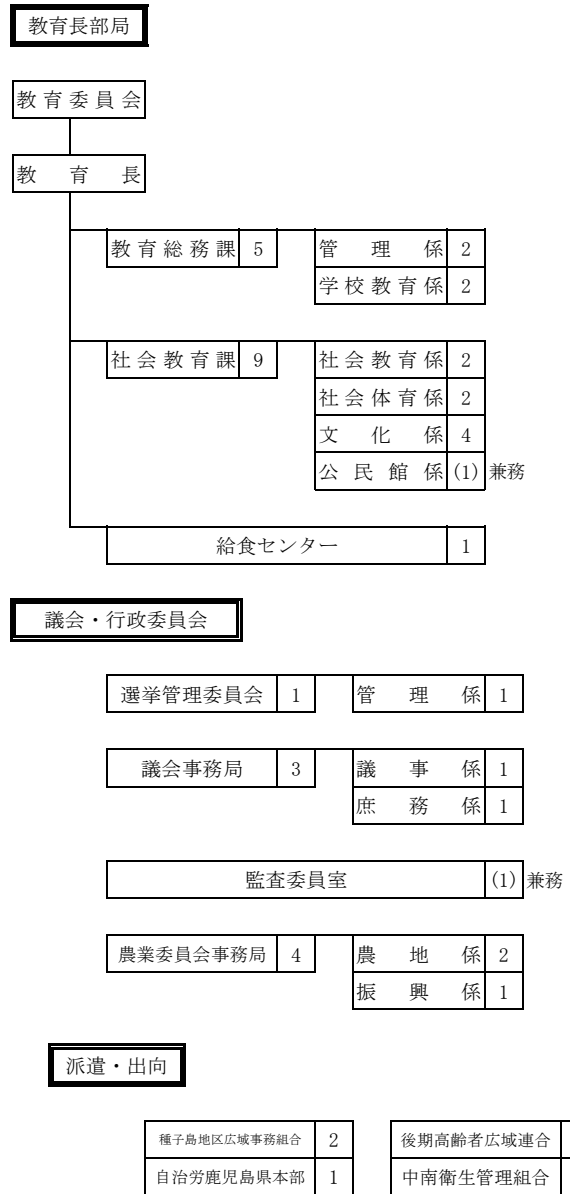 教育長部局
教育委員会
教育長
教育総務課 5 管理係 2
学校教育係 2
社会教育課 9 社会教育係 2
社会体育係 2
文化係 4
公民館係 (1) 兼務
給食センター 1
議会・行政委員会
選挙管理委員会 1 管理係 1
議会事務局 3 議事係 1
庶務係 1
監査委員室 (1) 兼務
農業委員会事務局 4 農地係 2
振興係 1
派遣・出向
種子島地区広域事務組合 2 後期高齢者広域連合
自治労鹿児島県本部 1 中南衛生管理組合